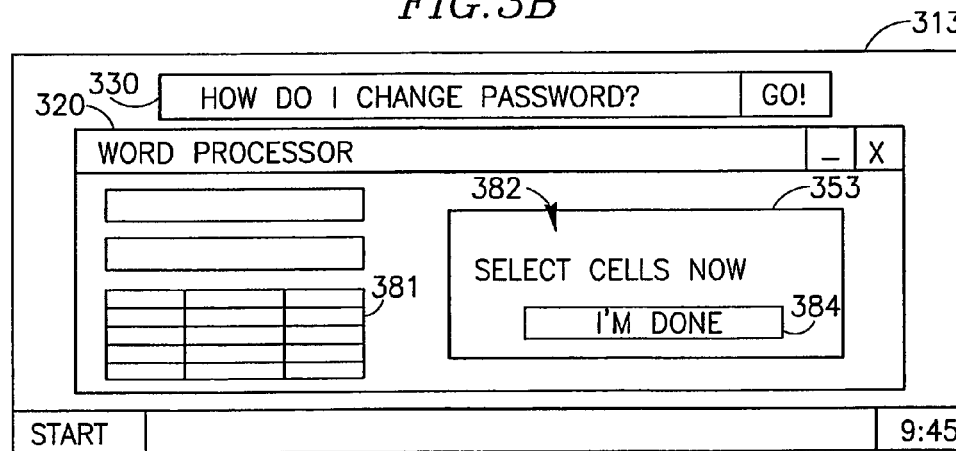 FIG. 3B
313
330 HOW DO I CHANGE PASSWORD? GO!
320
WORD PROCESSOR _ X
382 353
SELECT CELLS NOW
381
I'M DONE 384
START 9:45